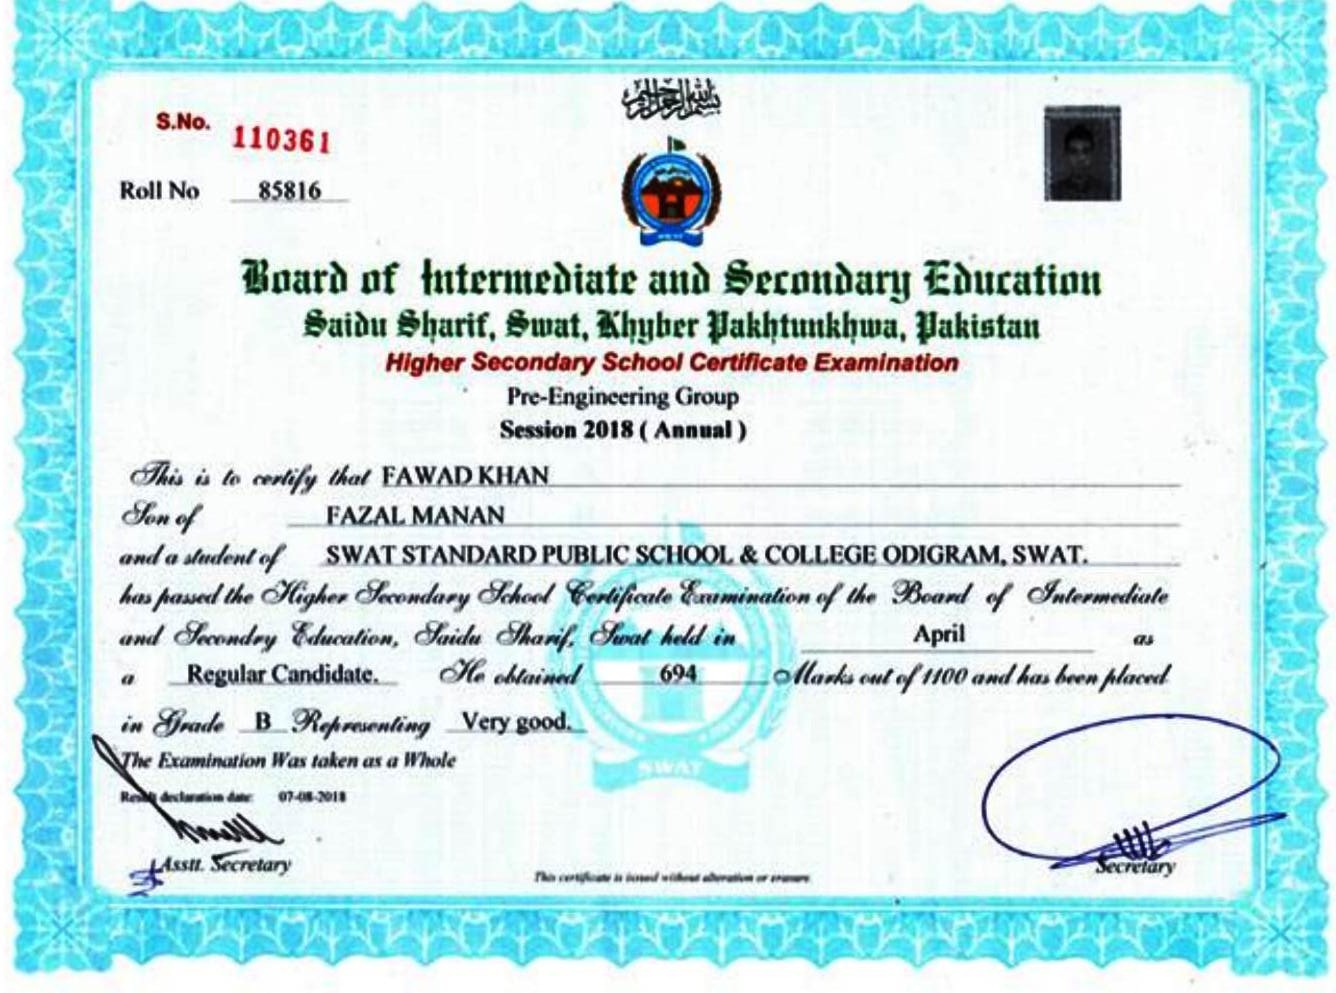 بسم الله الرحمن الرحيم
S.No. 110361
Roll No 85816
SWAT
Board of Intermediate and Secondary Education
Saidu Sharif, Swat, Khyber Pakhtunkhwa, Pakistan
Higher Secondary School Certificate Examination
Pre-Engineering Group
Session 2018 ( Annual )
This is to certify that FAWAD KHAN
Son of FAZAL MANAN
and a student of SWAT STANDARD PUBLIC SCHOOL & COLLEGE ODIGRAM, SWAT.
has passed the Higher Secondary School Certificate Examination of the Board of Intermediate
and Secondry Education, Saidu Sharif, Swat held in April as
a Regular Candidate. He obtained 694 Marks out of 1100 and has been placed
in Grade B Representing Very good.
SWAT
The Examination Was taken as a Whole
Result declaration date: 07-08-2018
Asstt. Secretary
Secretary
This certificate is issued without alteration or erasure.